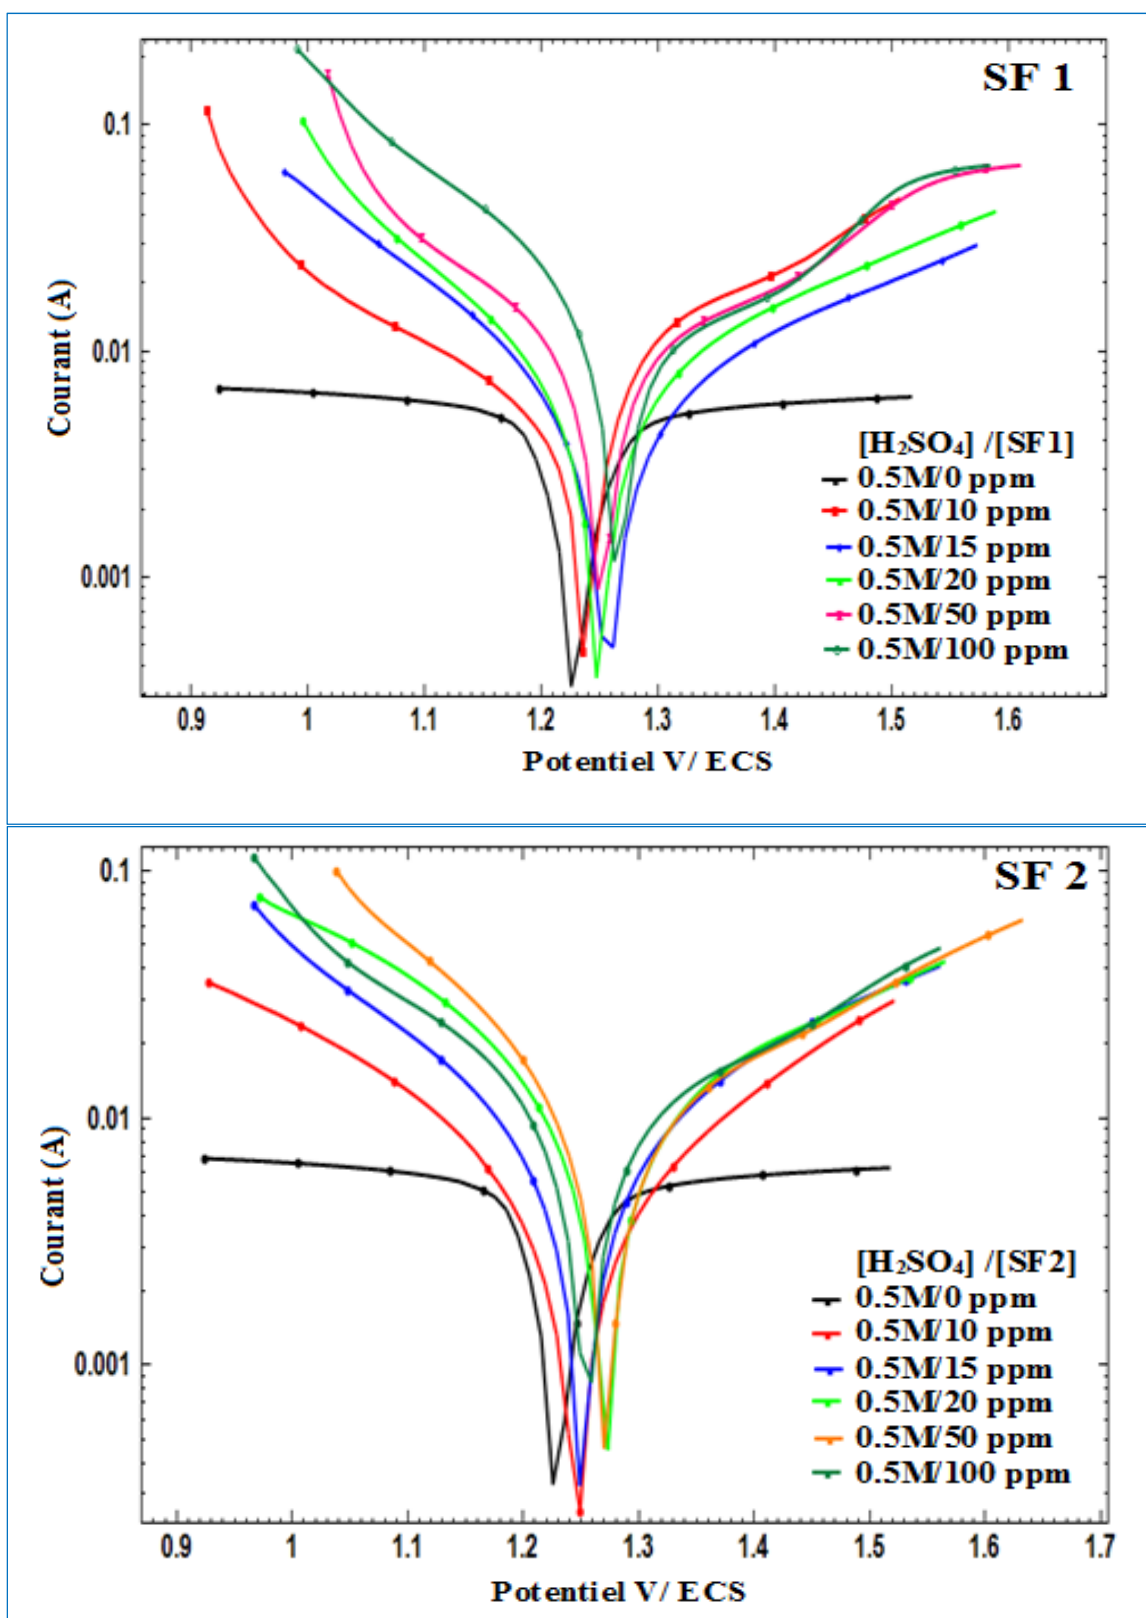 SF 1
0.1
0.01
0.001
Courant (A)
[H₂SO₄] /[SF1]
0.5M/0 ppm
0.5M/10 ppm
0.5M/15 ppm
0.5M/20 ppm
0.5M/50 ppm
0.5M/100 ppm
0.9 1 1.1 1.2 1.3 1.4 1.5 1.6
Potentiel V/ ECS
SF 2
0.1
0.01
0.001
Courant (A)
[H₂SO₄] /[SF2]
0.5M/0 ppm
0.5M/10 ppm
0.5M/15 ppm
0.5M/20 ppm
0.5M/50 ppm
0.5M/100 ppm
0.9 1 1.1 1.2 1.3 1.4 1.5 1.6 1.7
Potentiel V/ ECS